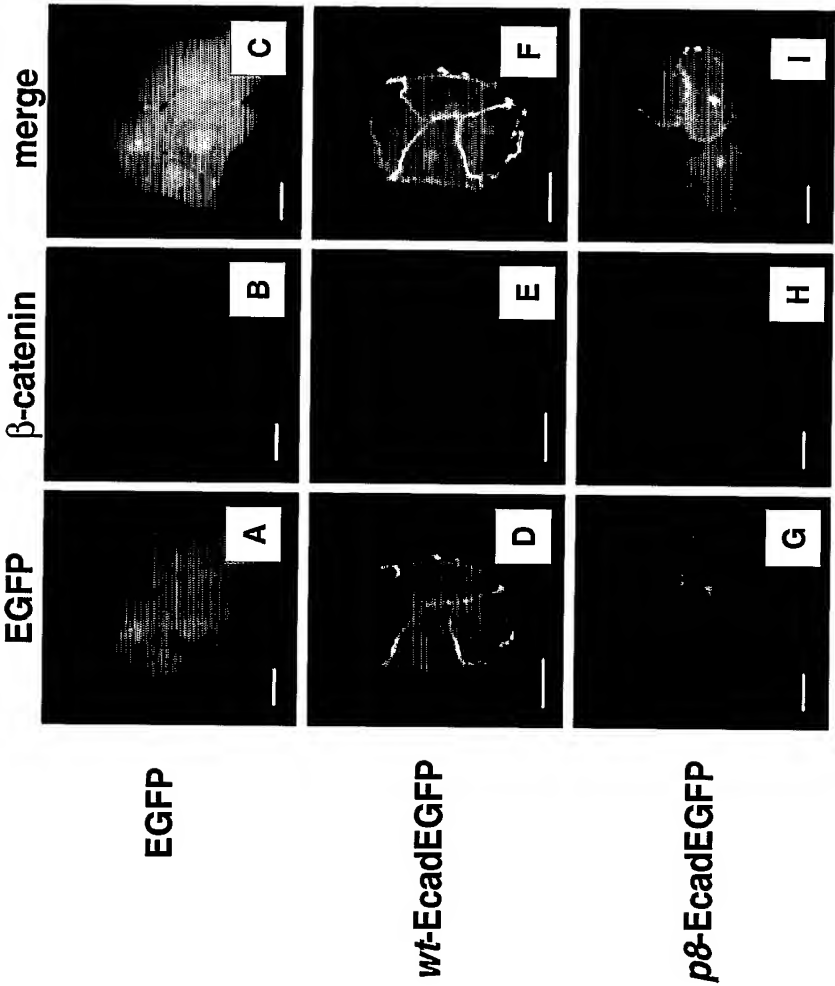 EGFP β-catenin merge
EGFP A B C
wt-EcadEGFP D E F
p8-EcadEGFP G H I